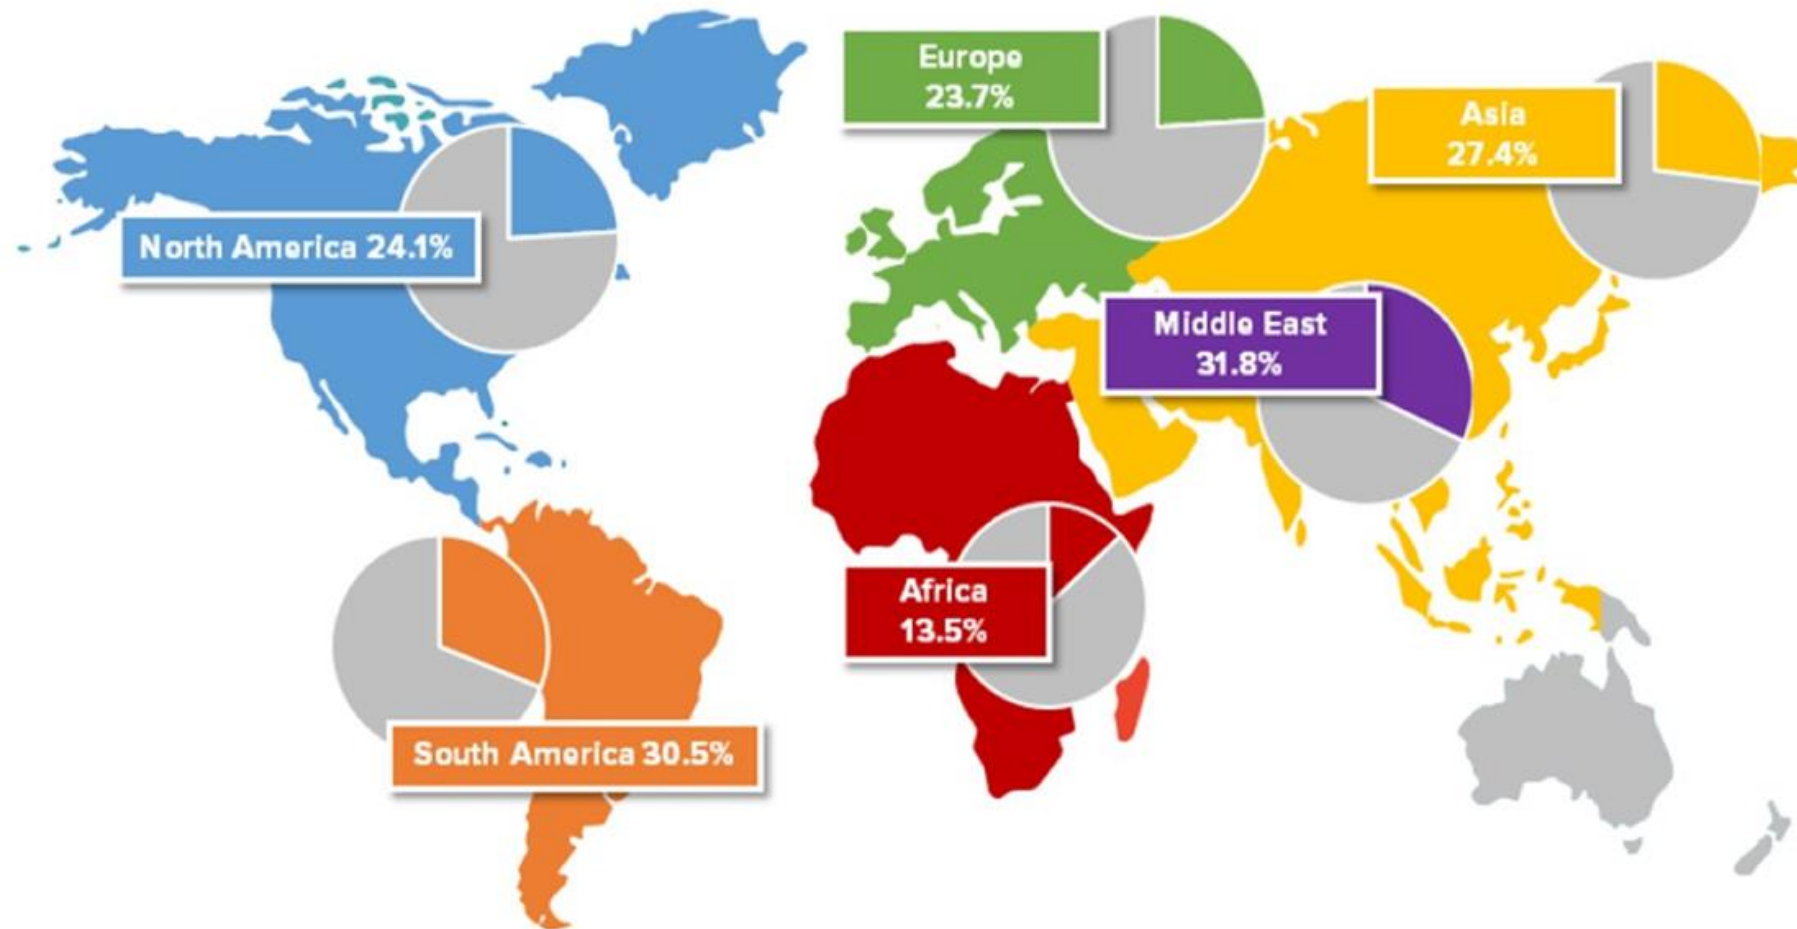 Europe
23.7%
Asia
27.4%
North America 24.1%
Middle East
31.8%
Africa
13.5%
South America 30.5%